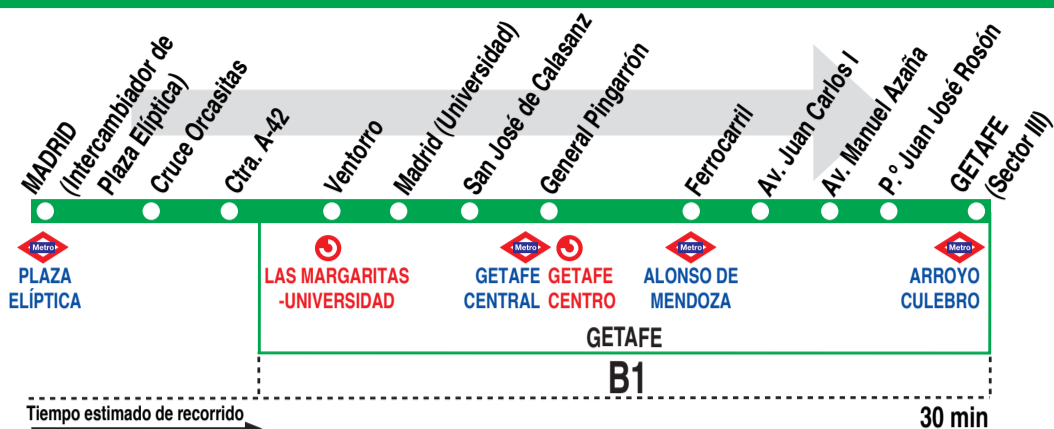 MADRID
(Intercambiador de
Plaza Elíptica)
Cruce Orcasitas
Ctra. A-42
Ventorro
Madrid (Universidad)
San José de Calasanz
General Pingarrón
Ferrocarril
Av. Juan Carlos I
Av. Manuel Azaña
P.º Juan José Rosón
GETAFE
(Sector III)
Metro
PLAZA
ELÍPTICA
LAS MARGARITAS
-UNIVERSIDAD
Metro
GETAFE
CENTRAL
GETAFE
CENTRO
Metro
ALONSO DE
MENDOZA
Metro
ARROYO
CULEBRO
GETAFE
B1
Tiempo estimado de recorrido
30 min